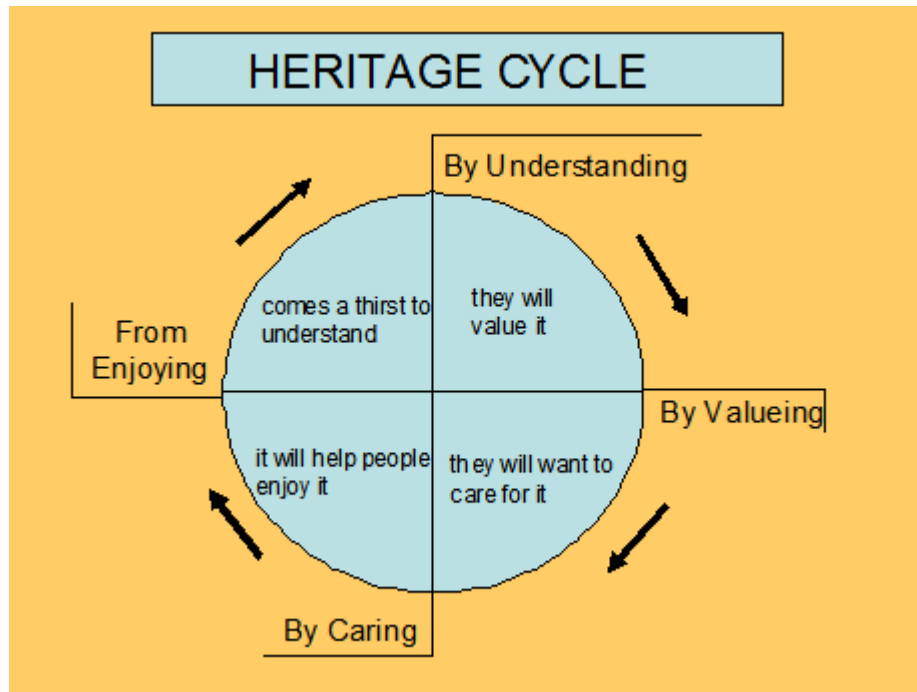 HERITAGE CYCLE
By Understanding
they will
value it
By Valueing
they will want to
care for it
By Caring
it will help people
enjoy it
From
Enjoying
comes a thirst to
understand